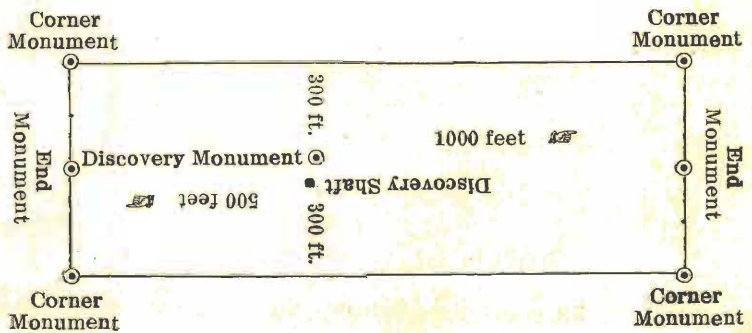 Corner
Monument
Corner
Monument
300 ft.
1000 feet
End
Monument
Discovery Monument
End
Monument
Discovery Shaft
500 feet
300 ft.
Corner
Monument
Corner
Monument